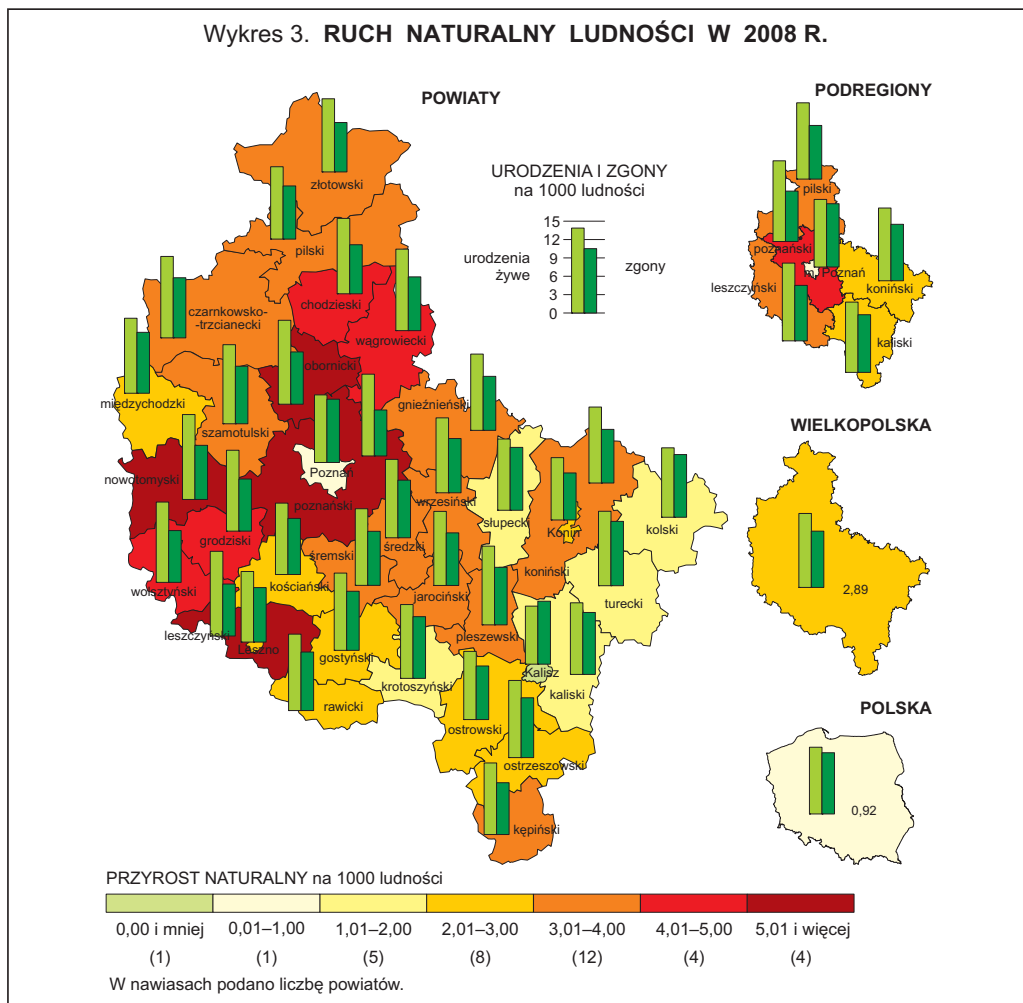 Wykres 3. RUCH NATURALNY LUDNOŚCI W 2008 R.
POWIATY
PODREGIONY
URODZENIA I ZGONY
na 1000 ludności
urodzenia
żywe
15
12
9
6
3
0
zgony
złotowski
pilski
chodzieski
czarnkowsko-
-trzcianecki
wągrowiecki
obornicki
międzychodzki
szamotulski
gnieźnieński
nowotomyski
Poznań
poznański
wrzesiński
słupecki
Konin
kolski
grodziski
śremski
średzki
koniński
wolsztyński
kościański
jarociński
turecki
leszczyński
Leszno
gostyński
pleszewski
Kalisz
krotoszyński
kaliski
rawicki
ostrowski
ostrzeszowski
kępiński
pilski
poznański
m. Poznań
leszczyński
koniński
kaliski
WIELKOPOLSKA
2,89
POLSKA
0,92
PRZYROST NATURALNY na 1000 ludności
0,00 i mniej 0,01–1,00 1,01–2,00 2,01–3,00 3,01–4,00 4,01–5,00 5,01 i więcej
(1) (1) (5) (8) (12) (4) (4)
W nawiasach podano liczbę powiatów.